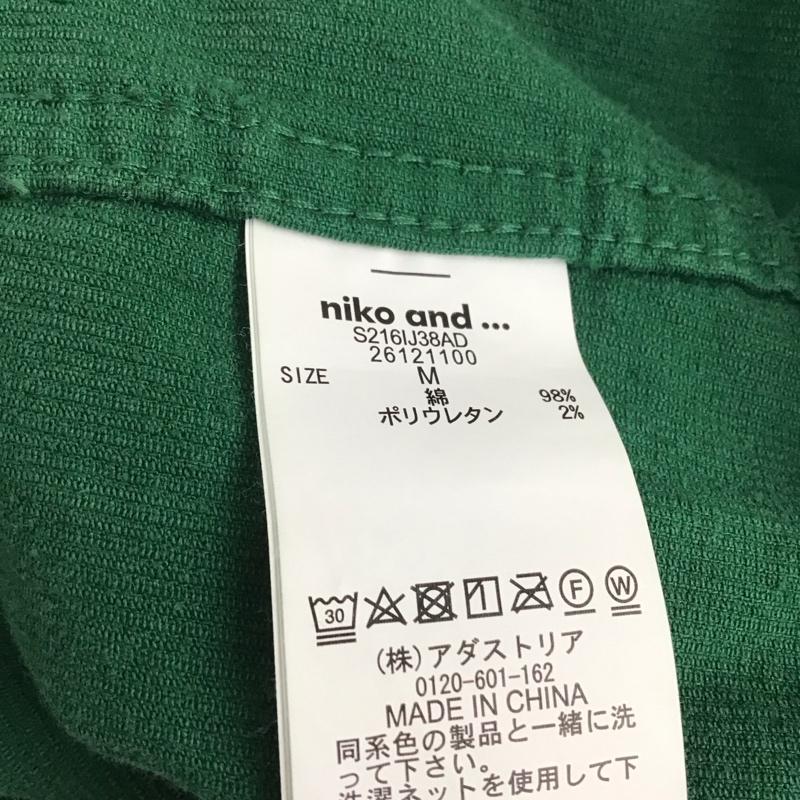 niko and ...
S216IJ38AD
26121100
SIZE M
綿 98%
ポリウレタン 2%
30 F W
(株)アダストリア
0120-601-162
MADE IN CHINA
同系色の製品と一緒に洗
って下さい。
洗濯ネットを使用して下